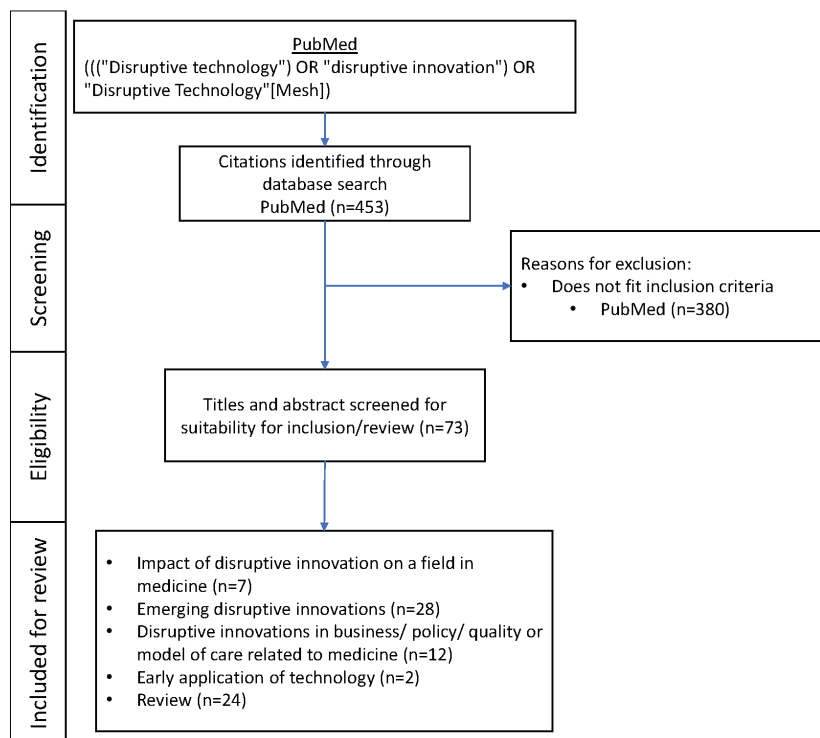 Identification
PubMed
((("Disruptive technology") OR "disruptive innovation") OR
"Disruptive Technology"[Mesh])
Citations identified through
database search
PubMed (n=453)
Screening
Reasons for exclusion:
• Does not fit inclusion criteria
• PubMed (n=380)
Eligibility
Titles and abstract screened for
suitability for inclusion/review (n=73)
Included for review
• Impact of disruptive innovation on a field in
medicine (n=7)
• Emerging disruptive innovations (n=28)
• Disruptive innovations in business/ policy/ quality or
model of care related to medicine (n=12)
• Early application of technology (n=2)
• Review (n=24)